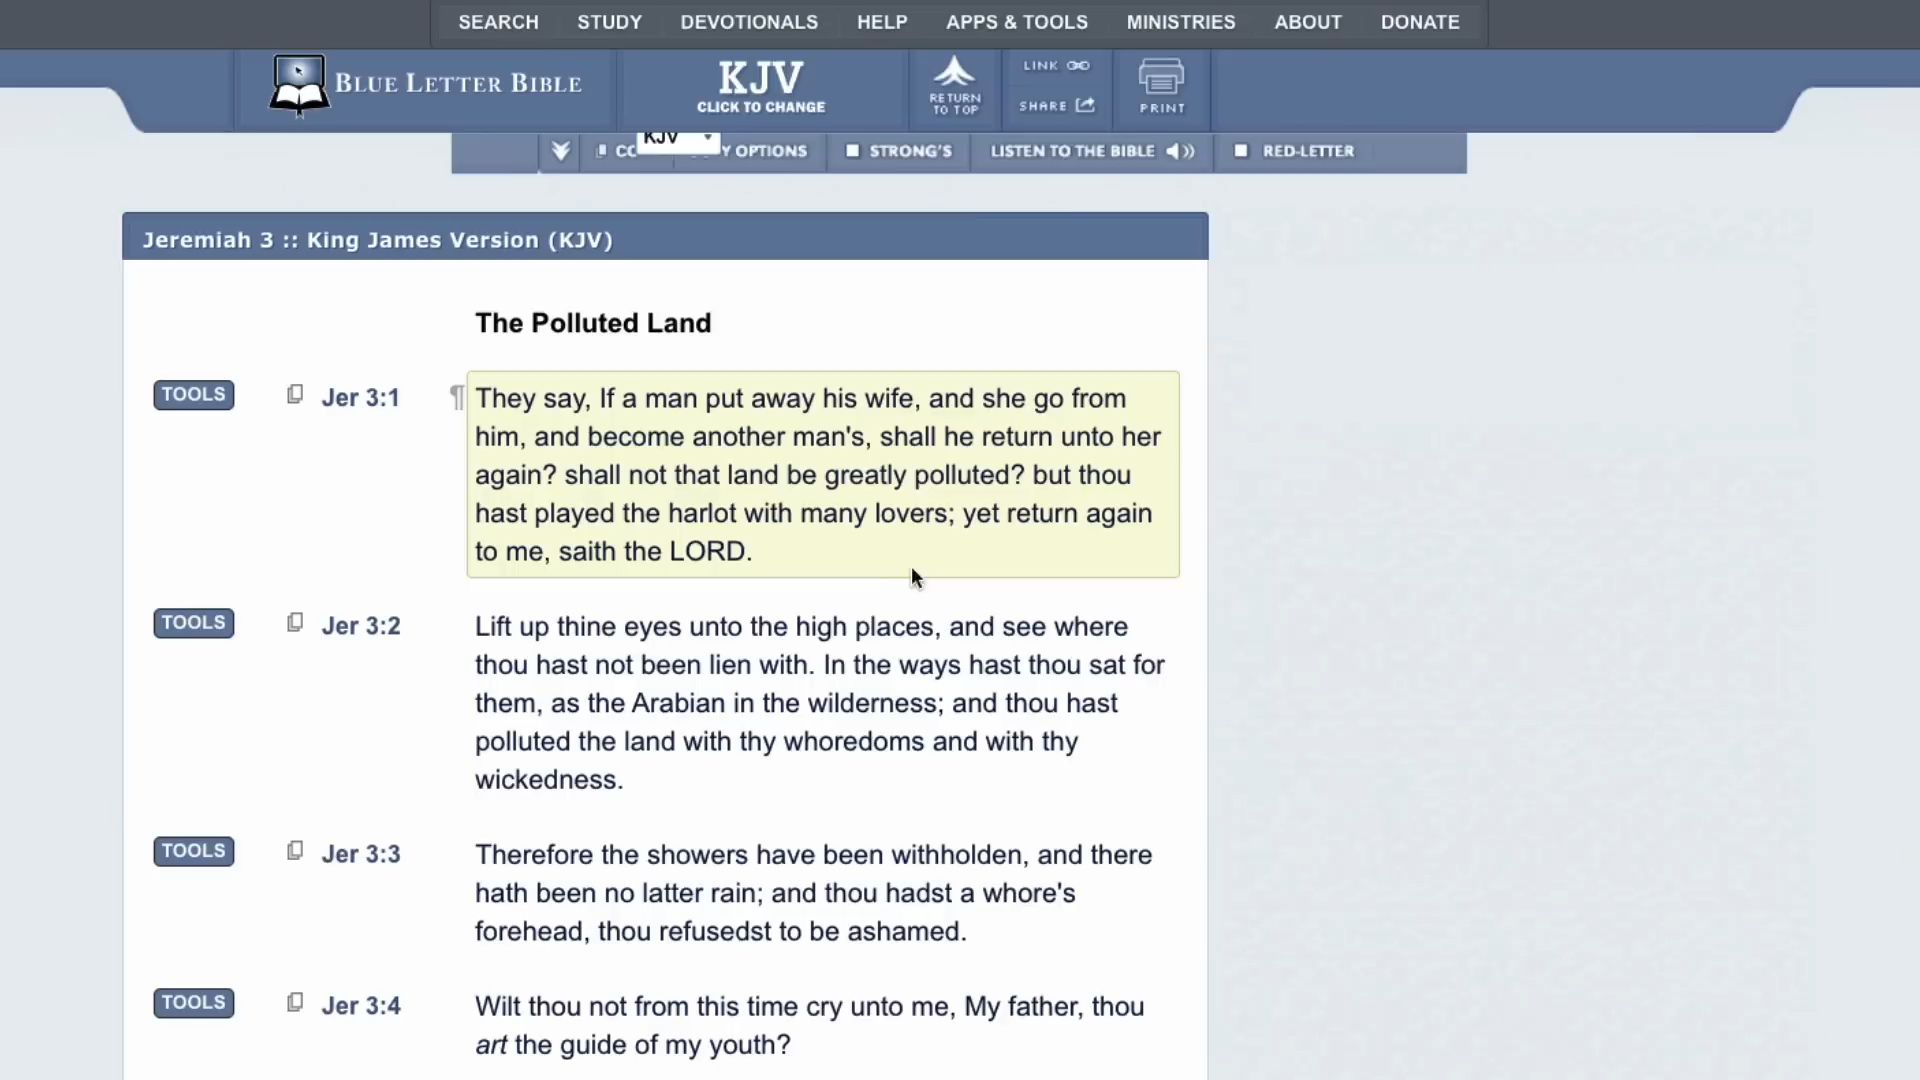 SEARCH STUDY DEVOTIONALS HELP APPS & TOOLS MINISTRIES ABOUT DONATE
BLUE LETTER BIBLE
KJV
CLICK TO CHANGE
RETURN
TO TOP
LINK
SHARE
PRINT
KJV
Y OPTIONS STRONG'S LISTEN TO THE BIBLE RED-LETTER
Jeremiah 3 :: King James Version (KJV)
The Polluted Land
TOOLS Jer 3:1 ¶ They say, If a man put away his wife, and she go from
him, and become another man's, shall he return unto her
again? shall not that land be greatly polluted? but thou
hast played the harlot with many lovers; yet return again
to me, saith the LORD.
TOOLS Jer 3:2 Lift up thine eyes unto the high places, and see where
thou hast not been lien with. In the ways hast thou sat for
them, as the Arabian in the wilderness; and thou hast
polluted the land with thy whoredoms and with thy
wickedness.
TOOLS Jer 3:3 Therefore the showers have been withholden, and there
hath been no latter rain; and thou hadst a whore's
forehead, thou refusedst to be ashamed.
TOOLS Jer 3:4 Wilt thou not from this time cry unto me, My father, thou
art the guide of my youth?